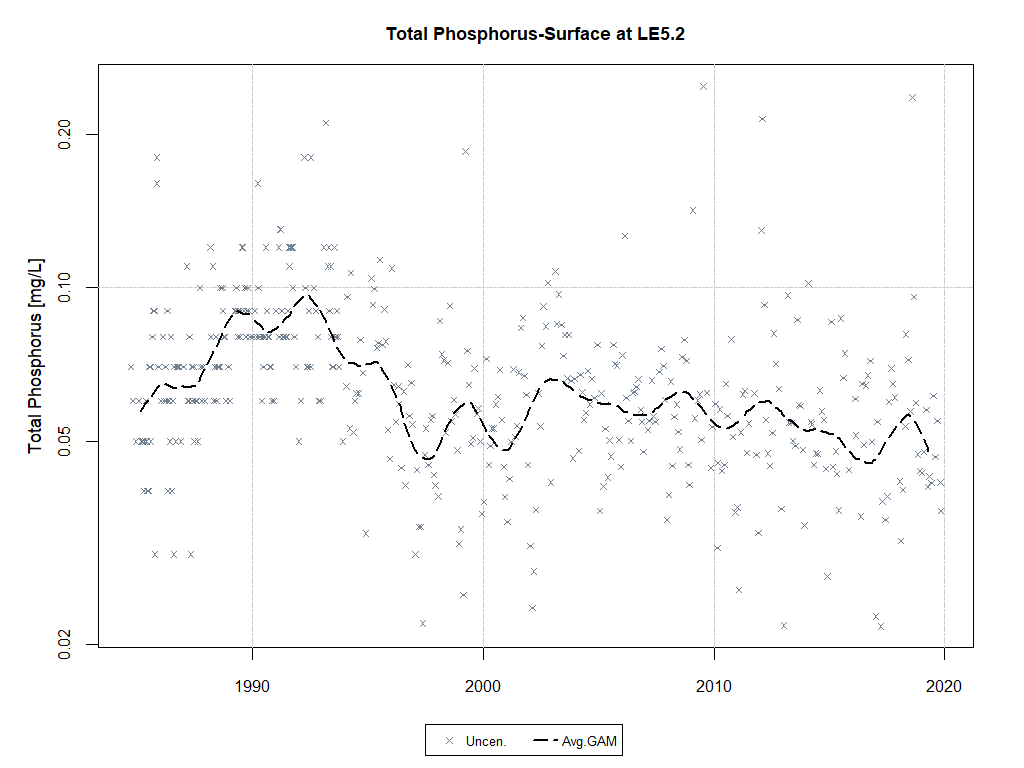 Total Phosphorus-Surface at LE5.2
Total Phosphorus [mg/L]
0.20
0.10
0.05
0.02
1990 2000 2010 2020
Uncen. Avg.GAM